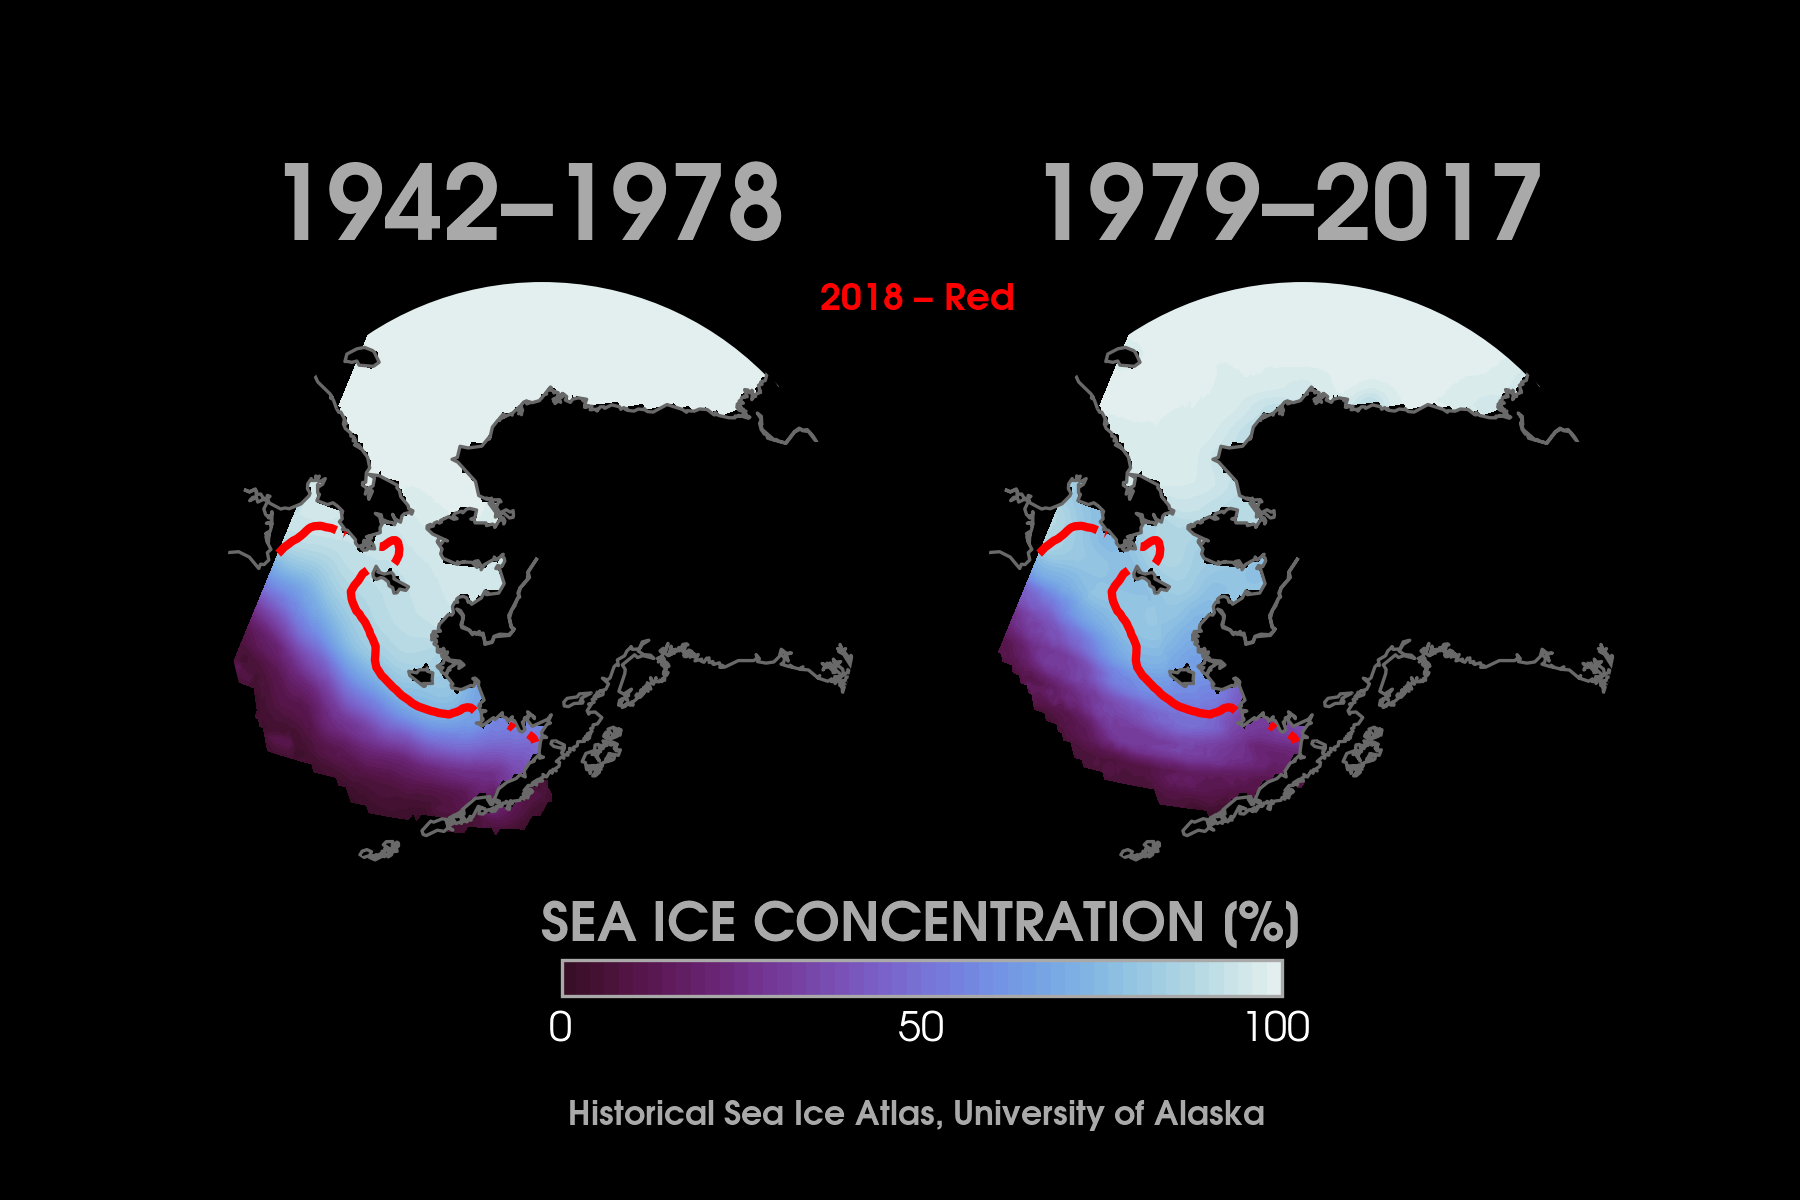 1942–1978
1979–2017
2018 – Red
SEA ICE CONCENTRATION (%)
0
50
100
Historical Sea Ice Atlas, University of Alaska